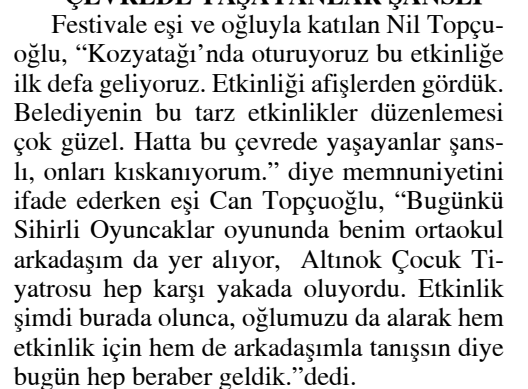 ÇEVREDE YAŞAYANLAR ŞANSLI
Festivale eşi ve oğluyla katılan Nil Topçu-
oğlu, “Kozyatağı’nda oturuyoruz bu etkinliğe
ilk defa geliyoruz. Etkinliği afişlerden gördük.
Belediyenin bu tarz etkinlikler düzenlemesi
çok güzel. Hatta bu çevrede yaşayanlar şans-
lı, onları kıskanıyorum.” diye memnuniyetini
ifade ederken eşi Can Topçuoğlu, “Bugünkü
Sihirli Oyuncaklar oyununda benim ortaokul
arkadaşım da yer alıyor, Altınok Çocuk Ti-
yatrosu hep karşı yakada oluyordu. Etkinlik
şimdi burada olunca, oğlumuzu da alarak hem
etkinlik için hem de arkadaşımla tanışsın diye
bugün hep beraber geldik.”dedi.